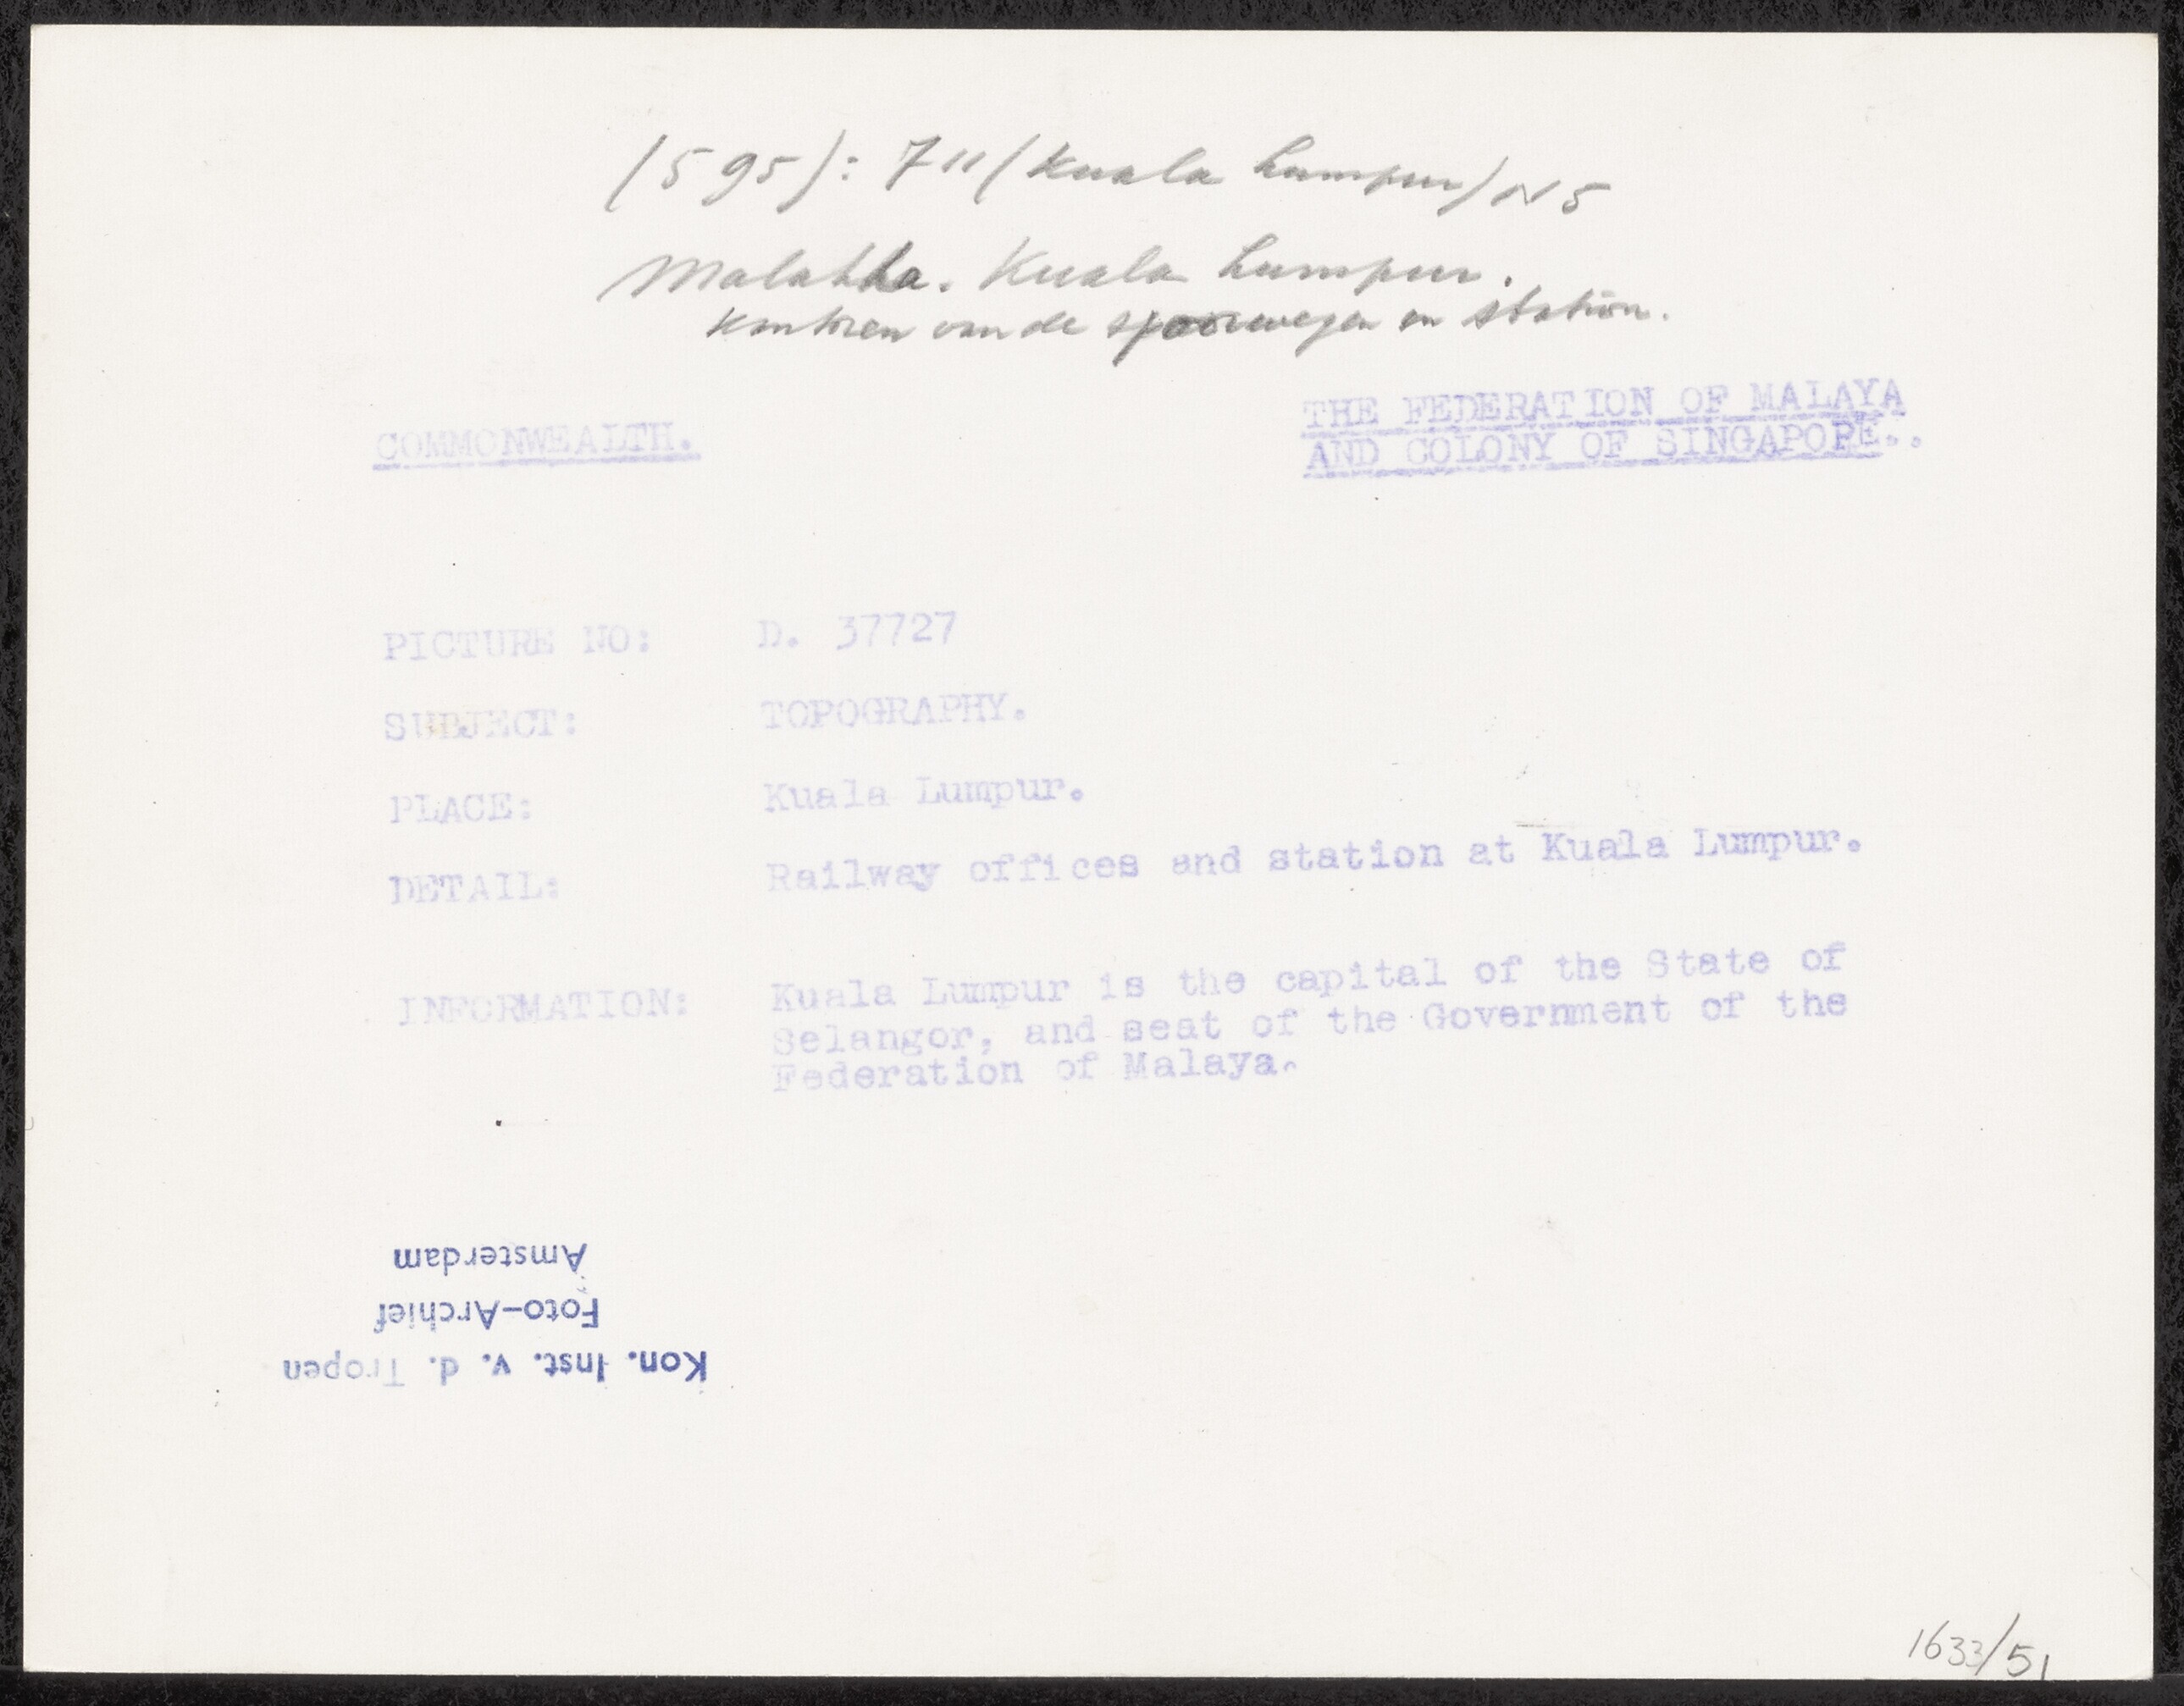 (595): 711 (Kuala Lumpur) N5
Malakka. Kuala Lumpur.
Kantoren van de spoorwegen en station.
COMMONWEALTH.
THE FEDERATION OF MALAYA
AND COLONY OF SINGAPORE..
PICTURE NO: D. 37727
SUBJECT: TOPOGRAPHY.
PLACE: Kuala Lumpur.
DETAIL: Railway offices and station at Kuala Lumpur.
INFORMATION: Kuala Lumpur is the capital of the State of
Selangor, and seat of the Government of the
Federation of Malaya.
Kon. Inst. v. d. Tropen
Foto-Archief
Amsterdam
1633/51